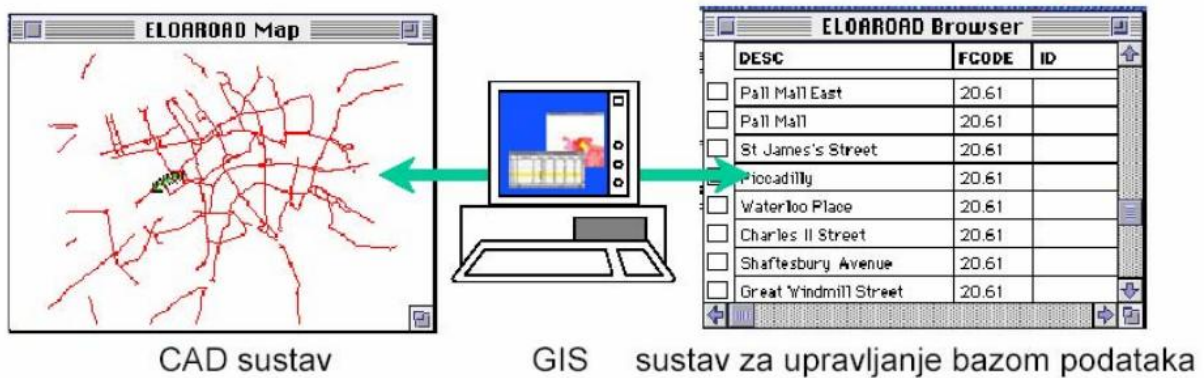 ELOAROAD Map
ELOAROAD Browser
DESC FCODE ID
Pall Mall East 20.61
Pall Mall 20.61
St James's Street 20.61
Piccadilly 20.61
Waterloo Place 20.61
Charles II Street 20.61
Shaftesbury Avenue 20.61
Great Windmill Street 20.61
CAD sustav GIS sustav za upravljanje bazom podataka